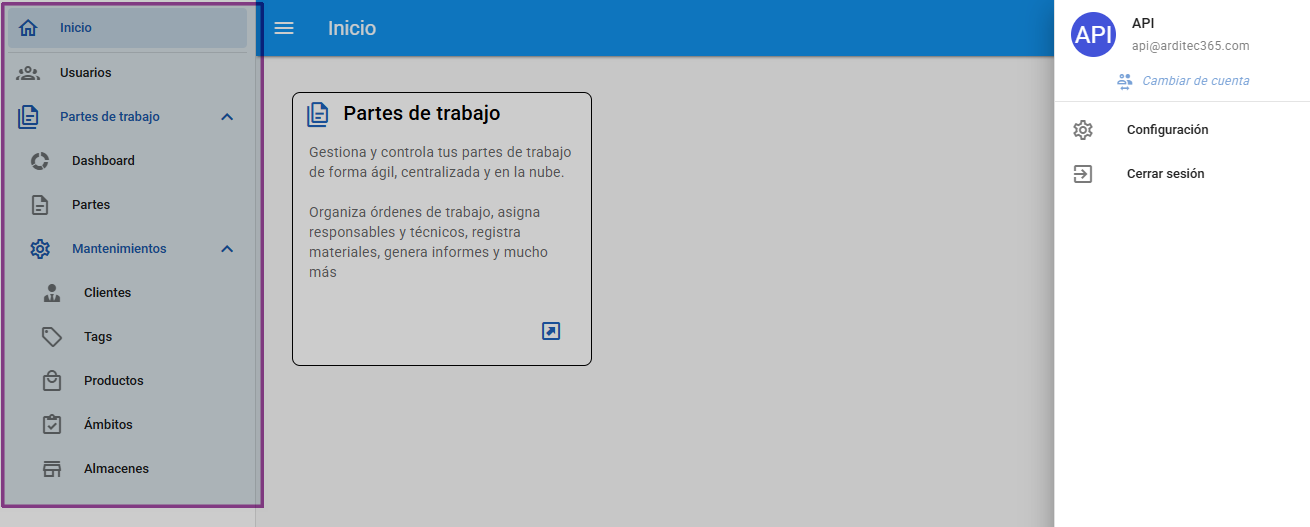 Inicio
Usuarios
Partes de trabajo
Dashboard
Partes
Mantenimientos
Clientes
Tags
Productos
Ámbitos
Almacenes
Inicio
Partes de trabajo
Gestiona y controla tus partes de trabajo
de forma ágil, centralizada y en la nube.
Organiza órdenes de trabajo, asigna
responsables y técnicos, registra
materiales, genera informes y mucho
más
API
API
api@arditec365.com
Cambiar de cuenta
Configuración
Cerrar sesión